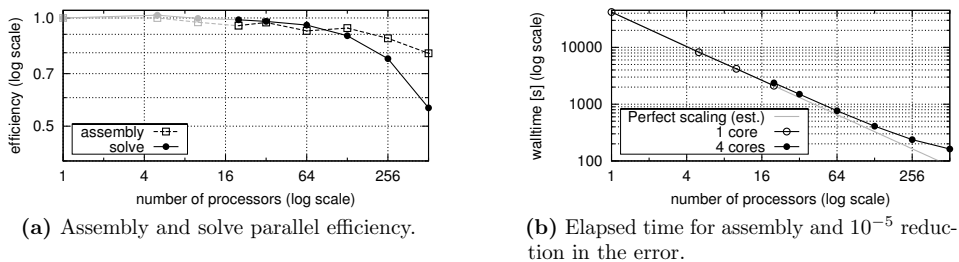 efficiency (log scale)
1.0
0.7
0.5
assembly
solve
1 4 16 64 256
number of processors (log scale)
(a) Assembly and solve parallel efficiency.
walltime [s] (log scale)
10000
1000
100
Perfect scaling (est.)
1 core
4 cores
1 4 16 64 256
number of processors (log scale)
(b) Elapsed time for assembly and 10⁻⁵ reduc-
tion in the error.